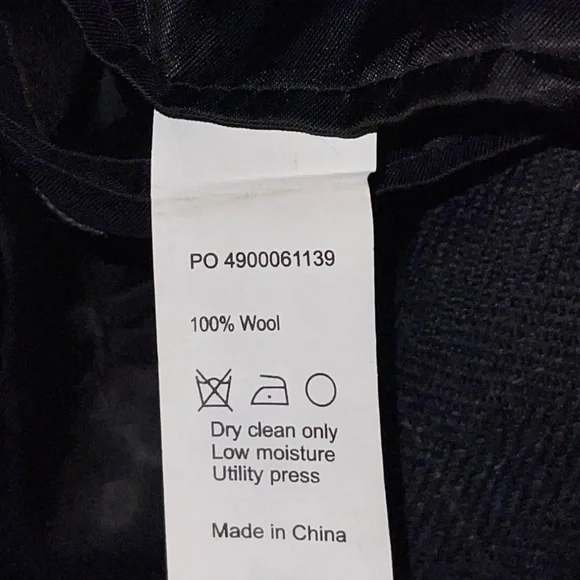 PO 4900061139
100% Wool
Dry clean only
Low moisture
Utility press
Made in China